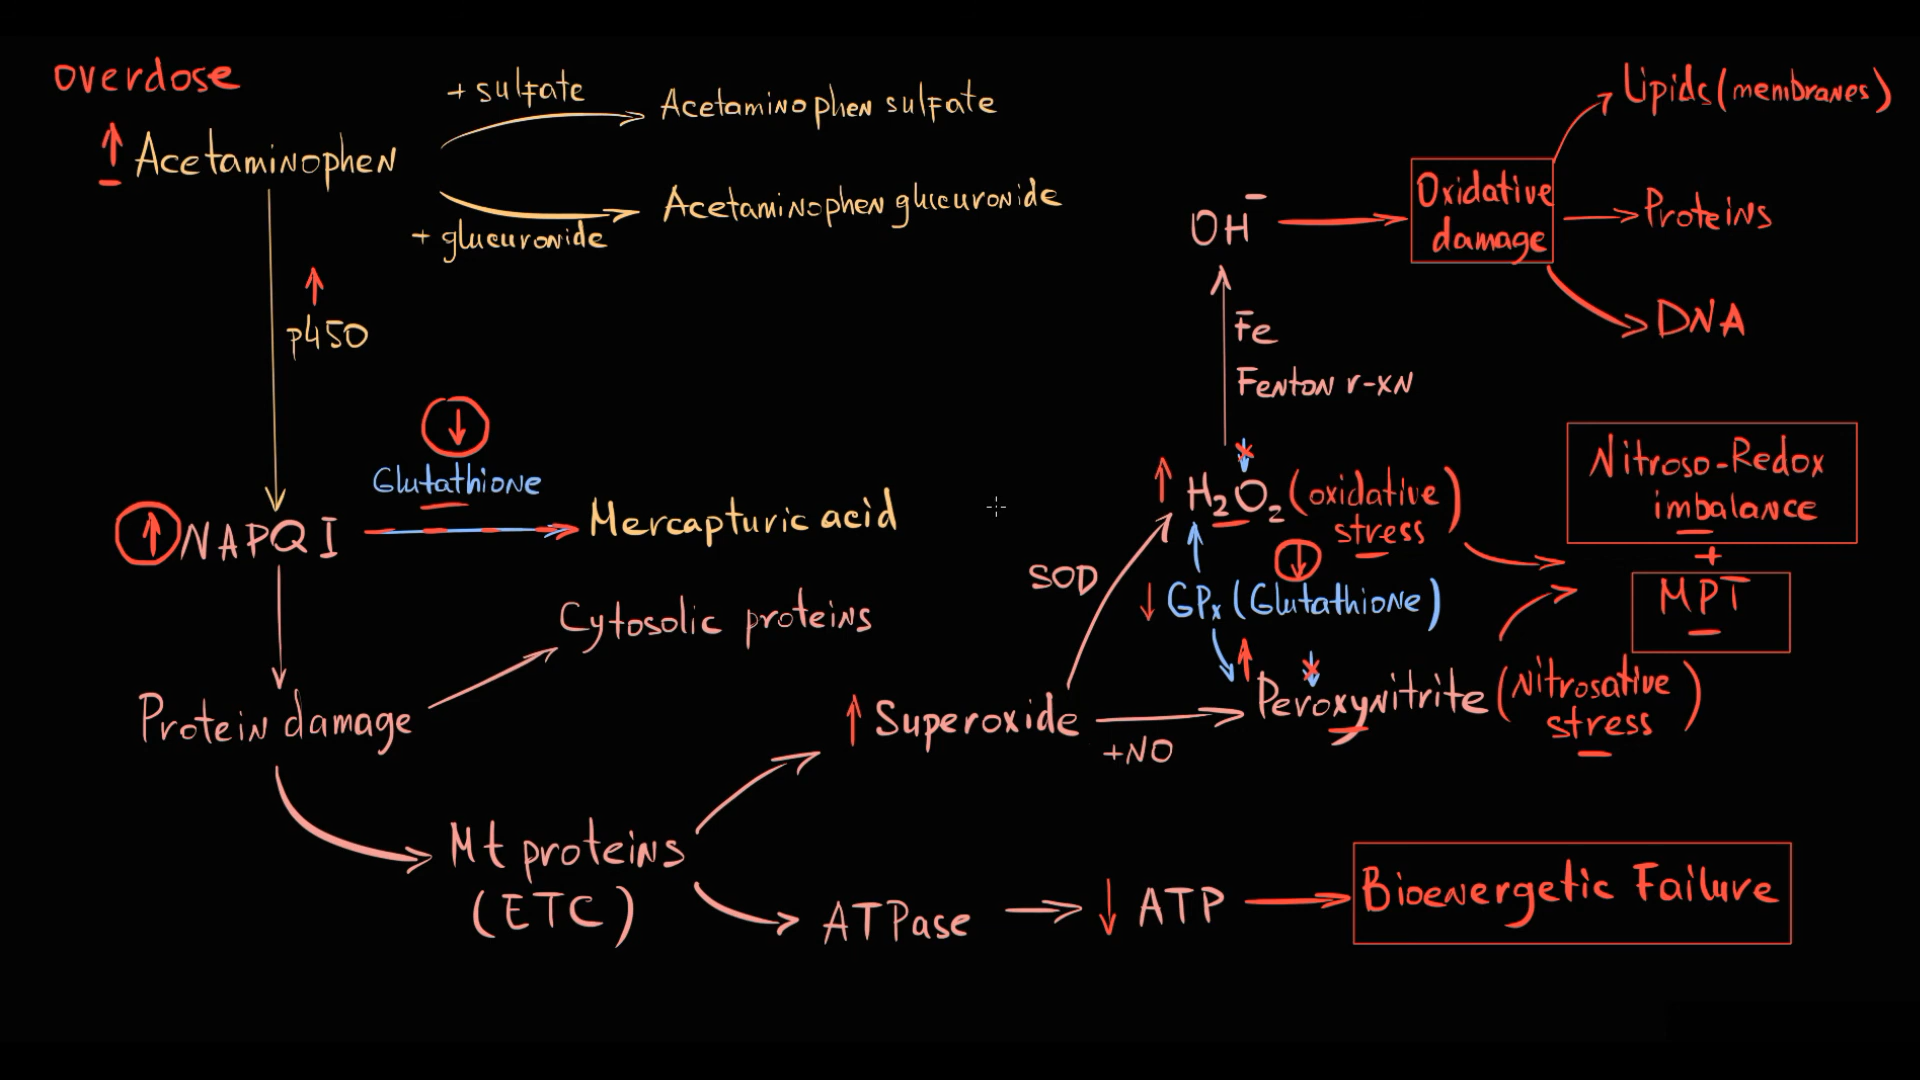 overdose
↑ Acetaminophen
+ sulfate
Acetaminophen sulfate
+ glucuronide
Acetaminophen glucuronide
↑
p450
↓
Glutathione
↑ NAPQI
Mercapturic acid
Protein damage
Cytosolic proteins
Mt proteins
(ETC)
↑ Superoxide
SOD
+NO
↑ H₂O₂ (oxidative
stress)
↓ GPx (Glutathione)
↓
↑ Peroxynitrite (Nitrosative
stress)
Fe
Fenton r-xn
OH⁻
Oxidative
damage
Lipids (membranes)
Proteins
DNA
Nitroso-Redox
imbalance
+
MPT
ATPase
↓ ATP
Bioenergetic Failure